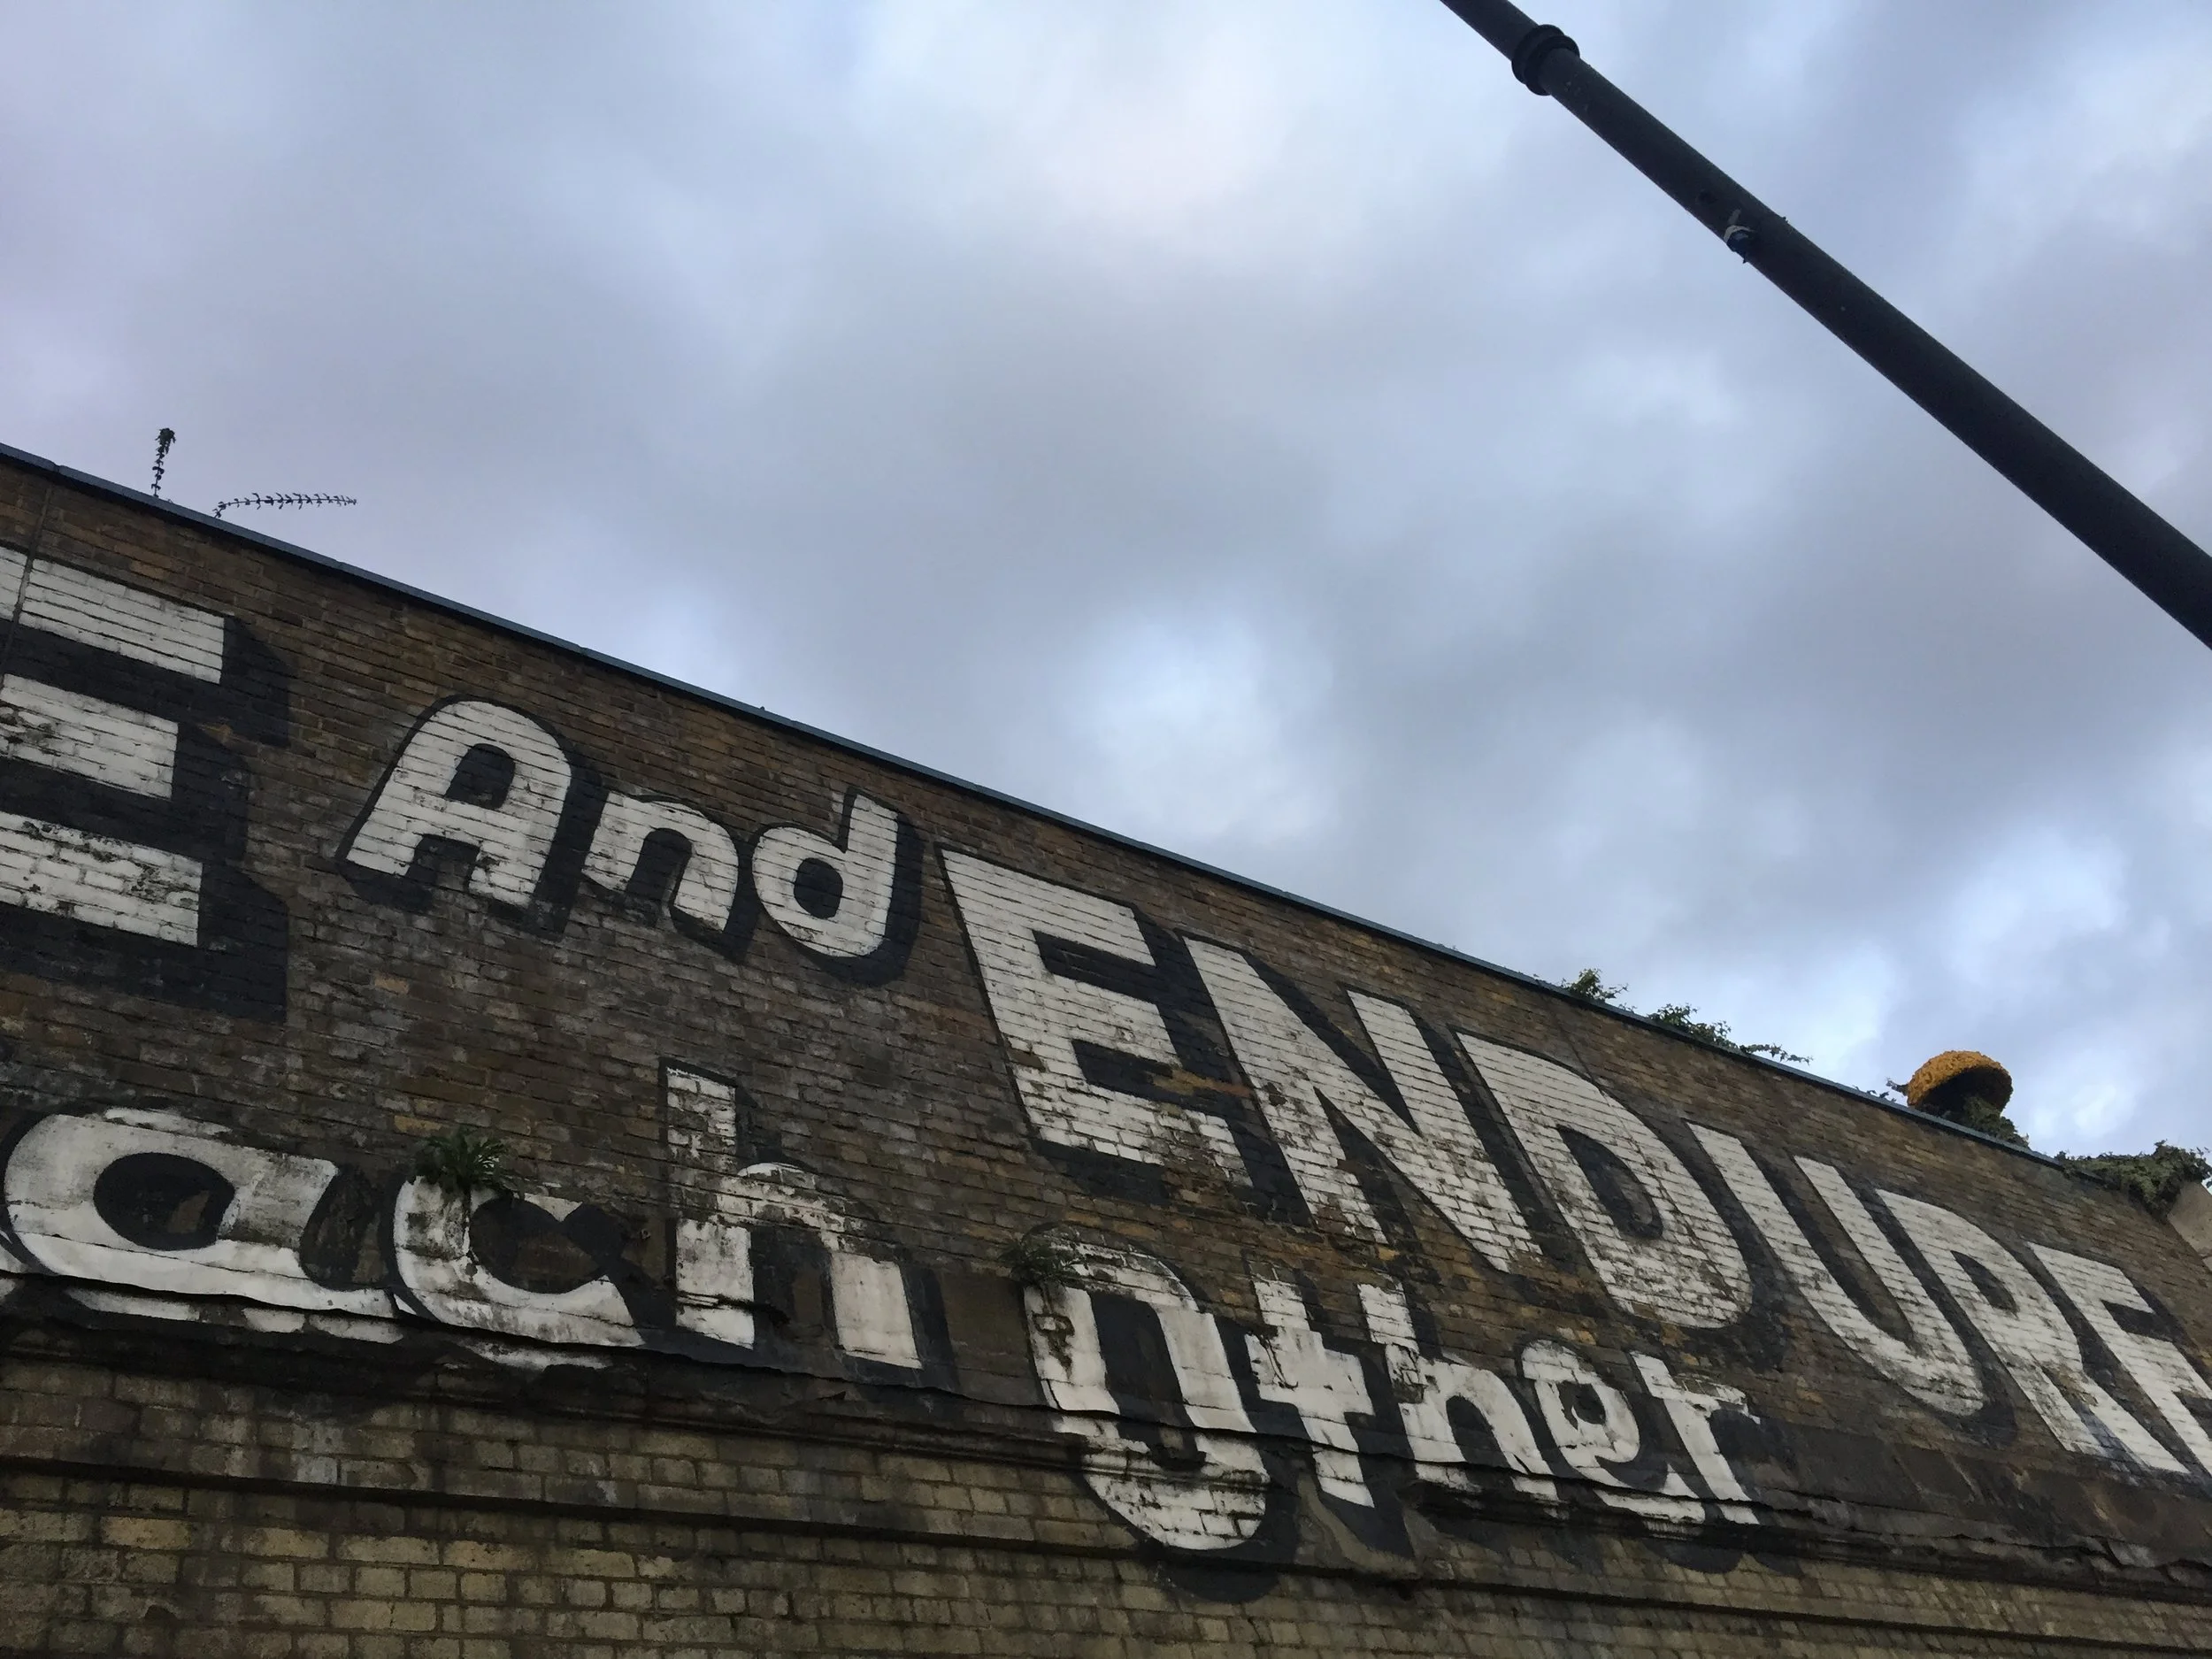 E And ENDURE
ach Other